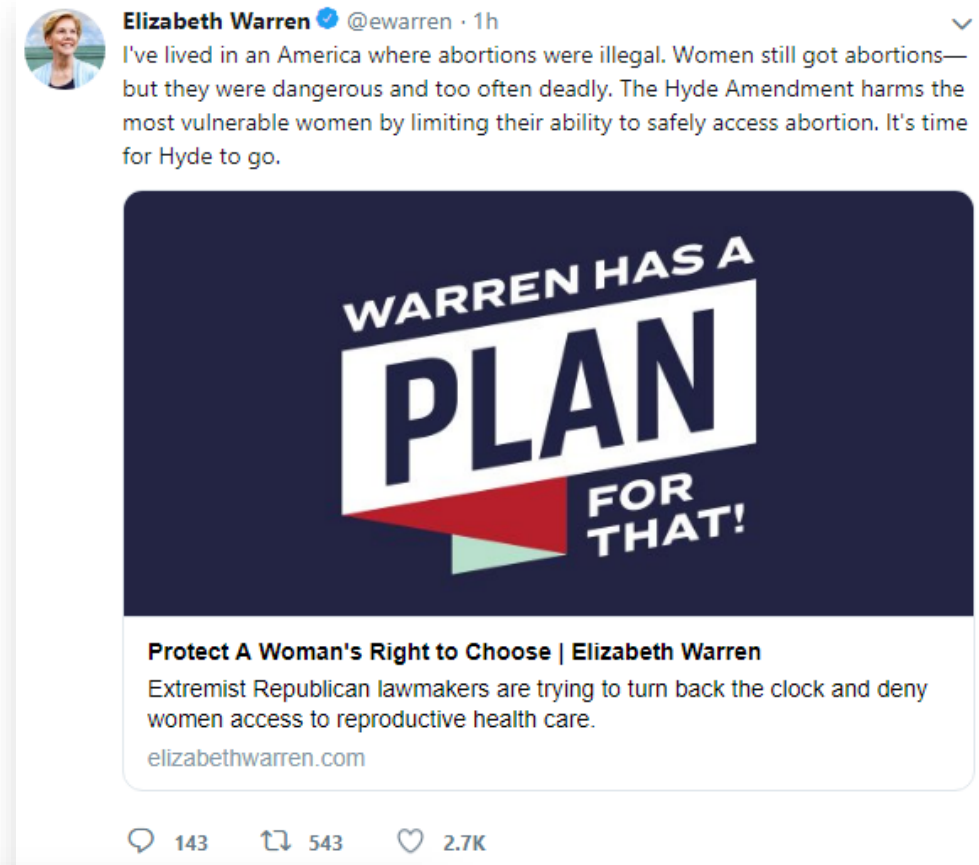 Elizabeth Warren @ewarren · 1h
I've lived in an America where abortions were illegal. Women still got abortions—
but they were dangerous and too often deadly. The Hyde Amendment harms the
most vulnerable women by limiting their ability to safely access abortion. It's time
for Hyde to go.
WARREN HAS A
PLAN
FOR
THAT!
Protect A Woman's Right to Choose | Elizabeth Warren
Extremist Republican lawmakers are trying to turn back the clock and deny
women access to reproductive health care.
elizabethwarren.com
143 543 2.7K